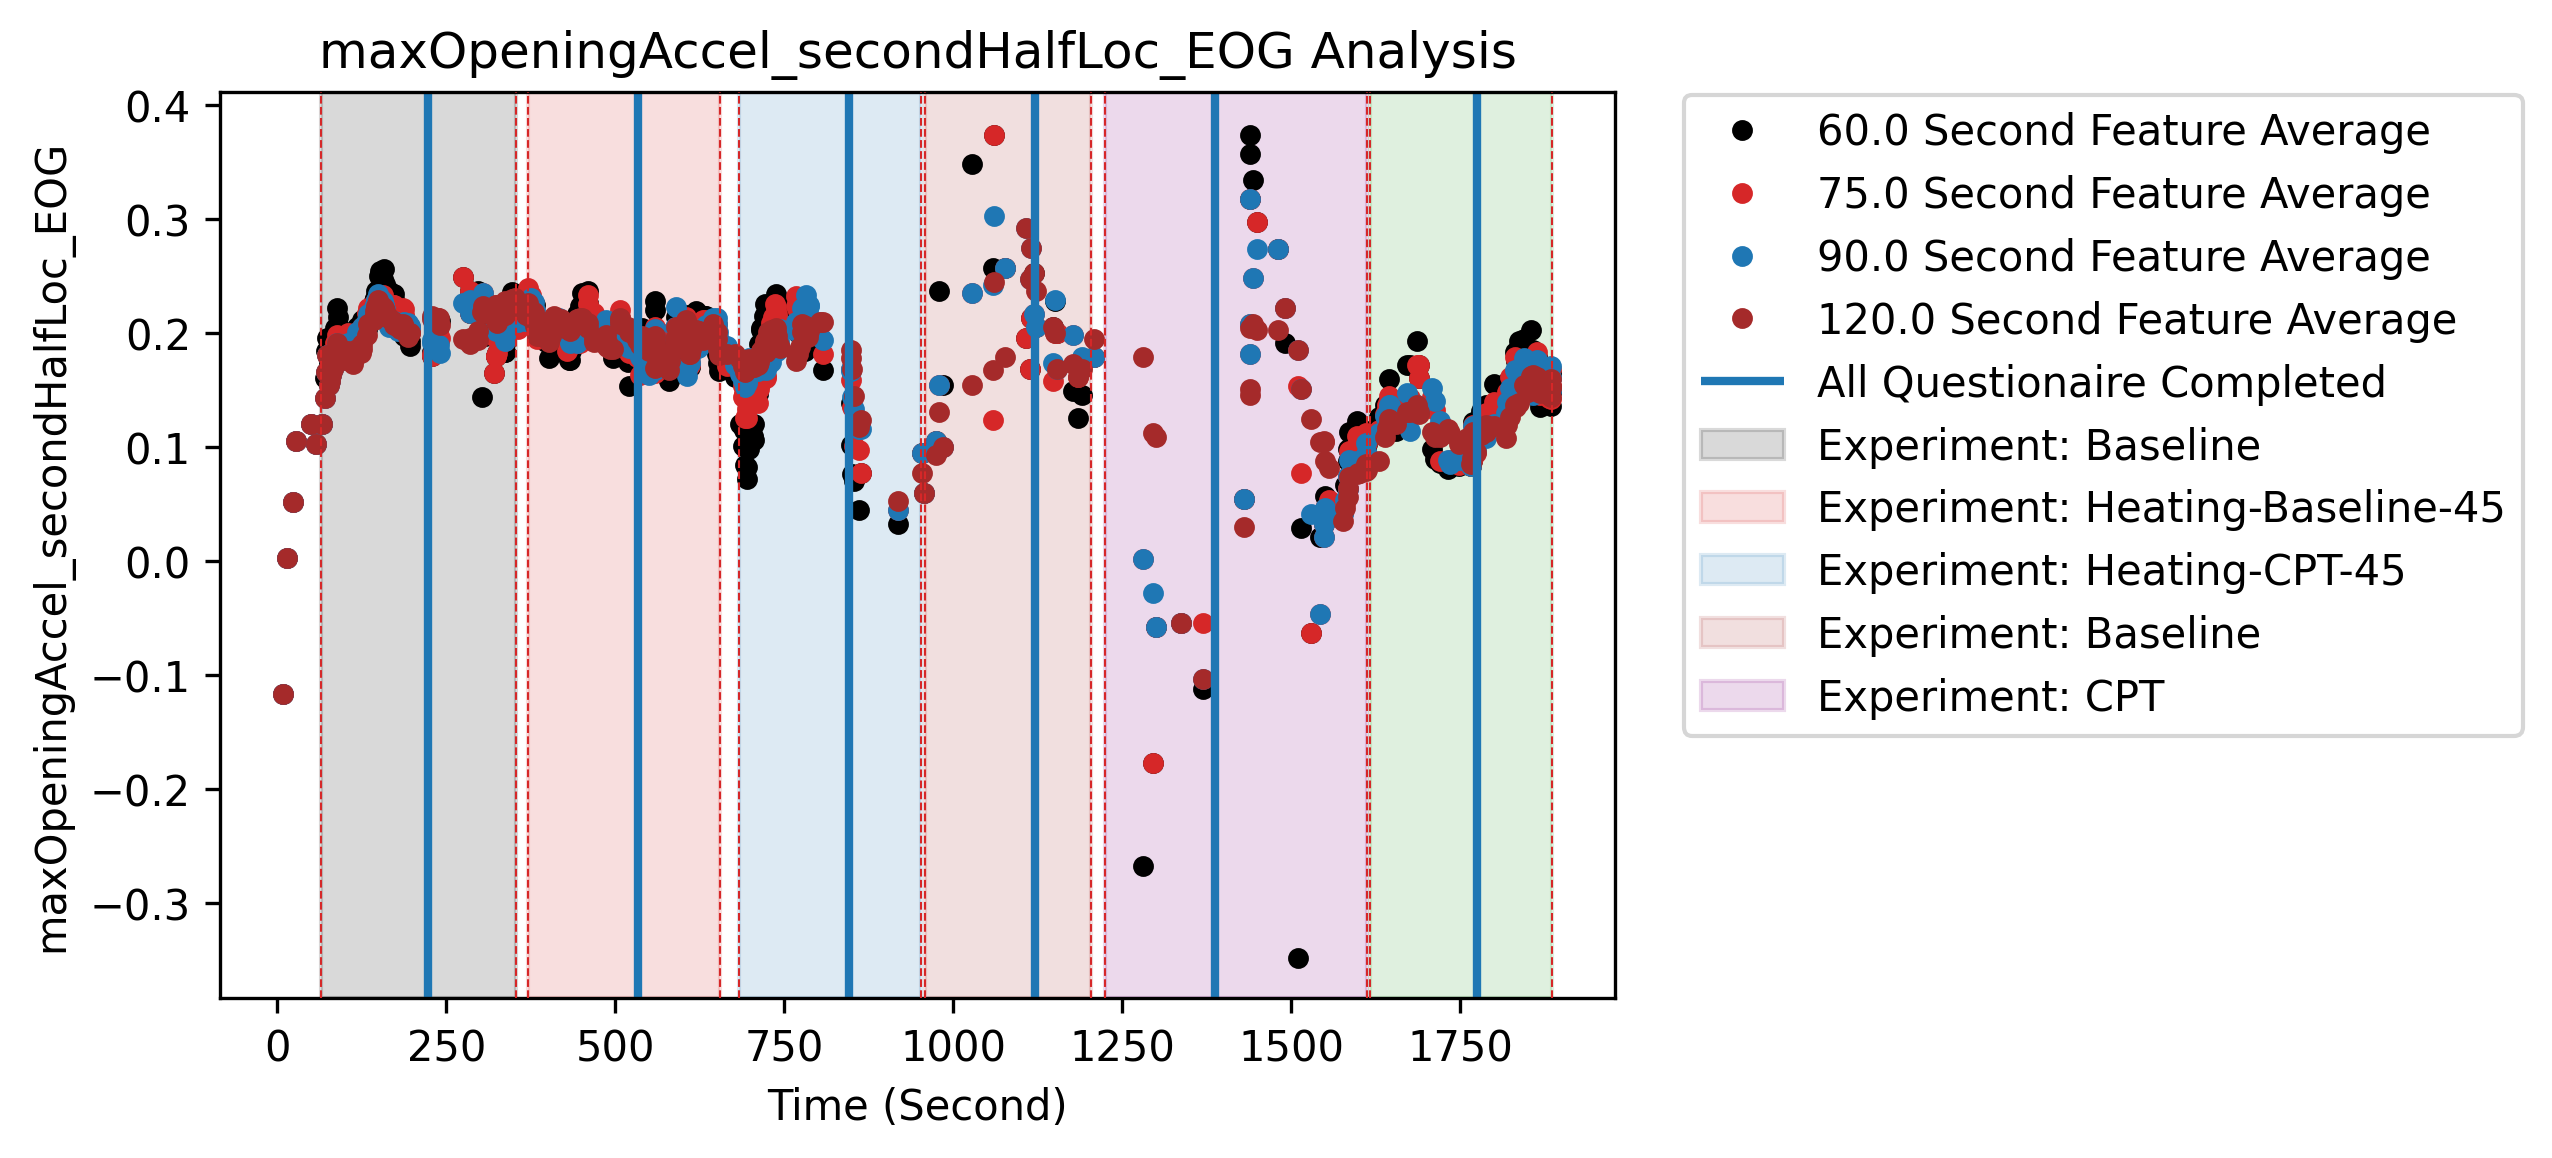 maxOpeningAccel_secondHalfLoc_EOG Analysis
maxOpeningAccel_secondHalfLoc_EOG
0.4
0.3
0.2
0.1
0.0
−0.1
−0.2
−0.3
0 250 500 750 1000 1250 1500 1750
Time (Second)
60.0 Second Feature Average
75.0 Second Feature Average
90.0 Second Feature Average
120.0 Second Feature Average
All Questionaire Completed
Experiment: Baseline
Experiment: Heating-Baseline-45
Experiment: Heating-CPT-45
Experiment: Baseline
Experiment: CPT